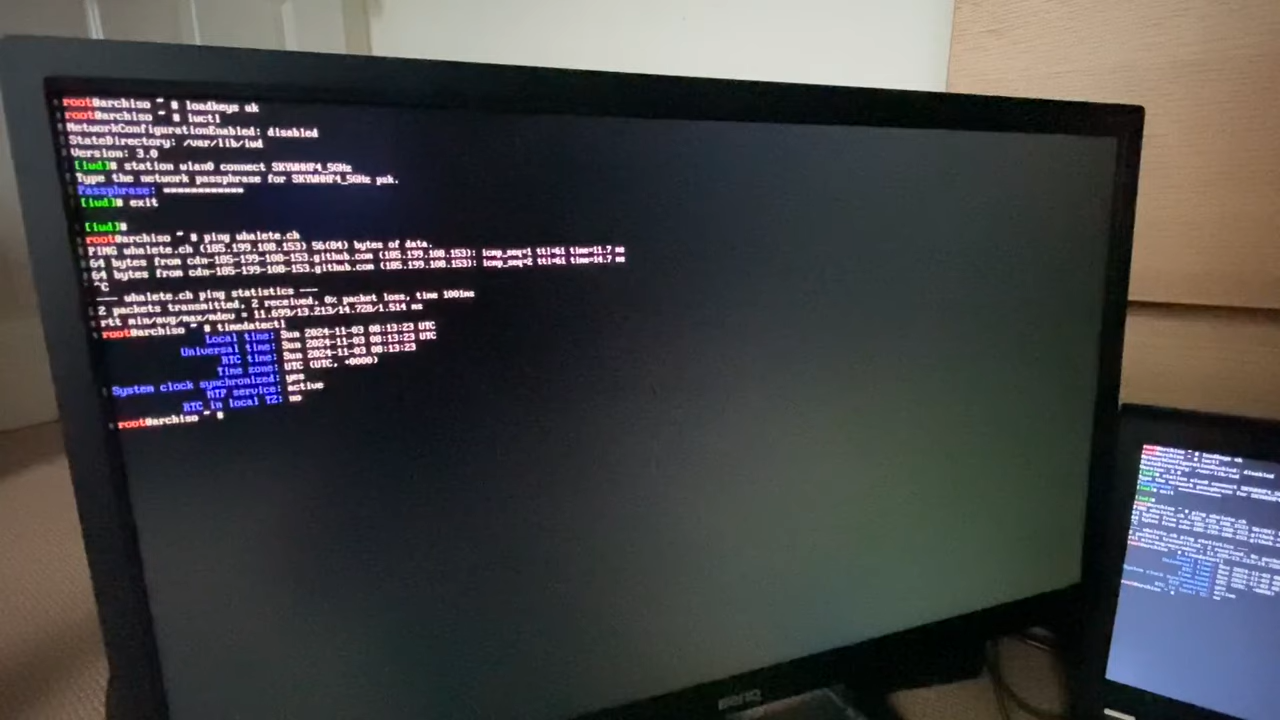 root@archiso ~ # loadkeys uk
root@archiso ~ # iwctl
NetworkConfigurationEnabled: disabled
StateDirectory: /var/lib/iwd
Version: 3.0
[iwd]# station wlan0 connect SKYWHHF4_5GHz
Type the network passphrase for SKYWHHF4_5GHz psk.
Passphrase: ************
[iwd]# exit
[iwd]#
root@archiso ~ # ping whalete.ch
PING whalete.ch (185.199.108.153) 56(84) bytes of data.
64 bytes from cdn-185-199-108-153.github.com (185.199.108.153): icmp_seq=1 ttl=61 time=11.7 ms
64 bytes from cdn-185-199-108-153.github.com (185.199.108.153): icmp_seq=2 ttl=61 time=14.7 ms
^C
--- whalete.ch ping statistics ---
2 packets transmitted, 2 received, 0% packet loss, time 1001ms
rtt min/avg/max/mdev = 11.699/13.213/14.728/1.514 ms
root@archiso ~ # timedatectl
Local time: Sun 2024-11-03 08:13:23 UTC
Universal time: Sun 2024-11-03 08:13:23 UTC
RTC time: Sun 2024-11-03 08:13:23
Time zone: UTC (UTC, +0000)
System clock synchronized: yes
NTP service: active
RTC in local TZ: no
root@archiso ~ #
BENQ